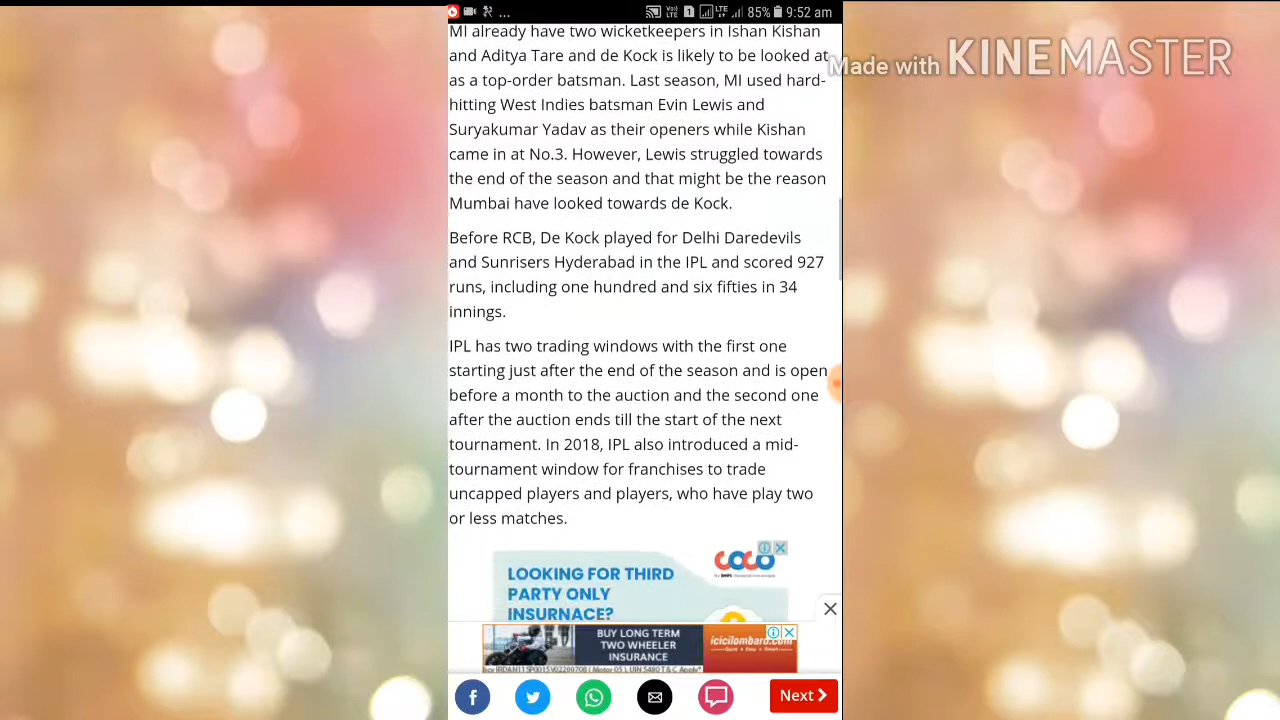 ... LTE 1 LTE 85% 9:52 am
MI already have two wicketkeepers in Ishan Kishan
and Aditya Tare and de Kock is likely to be looked at
as a top-order batsman. Last season, MI used hard-
hitting West Indies batsman Evin Lewis and
Suryakumar Yadav as their openers while Kishan
came in at No.3. However, Lewis struggled towards
the end of the season and that might be the reason
Mumbai have looked towards de Kock.
Before RCB, De Kock played for Delhi Daredevils
and Sunrisers Hyderabad in the IPL and scored 927
runs, including one hundred and six fifties in 34
innings.
IPL has two trading windows with the first one
starting just after the end of the season and is open
before a month to the auction and the second one
after the auction ends till the start of the next
tournament. In 2018, IPL also introduced a mid-
tournament window for franchises to trade
uncapped players and players, who have play two
or less matches.
Made with KINEMASTER
COCO
LOOKING FOR THIRD
PARTY ONLY
INSURNACE?
BUY LONG TERM
TWO WHEELER
INSURANCE
icicilombard.com
Next